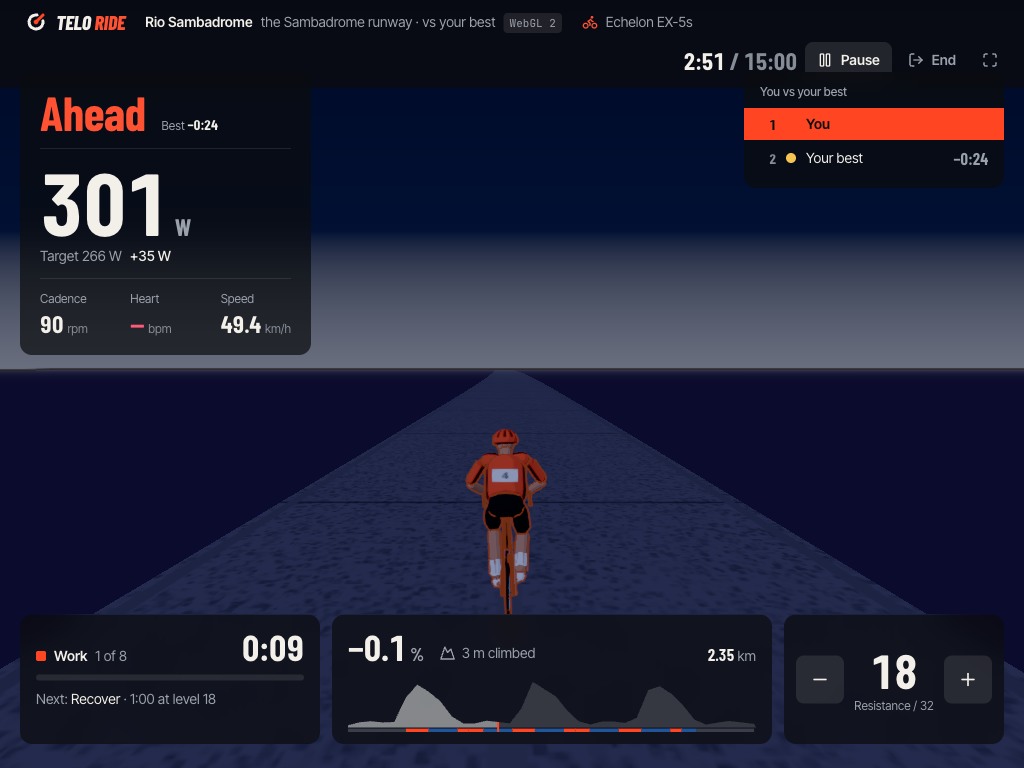 TELO RIDE Rio Sambadrome the Sambadrome runway · vs your best WebGL 2 Echelon EX-5s
2:51 / 15:00 Pause End
Ahead Best −0:24
301 W
Target 266 W +35 W
Cadence Heart Speed
90 rpm − bpm 49.4 km/h
You vs your best
1 You
2 Your best −0:24
4
Work 1 of 8 0:09
Next: Recover · 1:00 at level 18
−0.1 % 3 m climbed 2.35 km
− 18 +
Resistance / 32